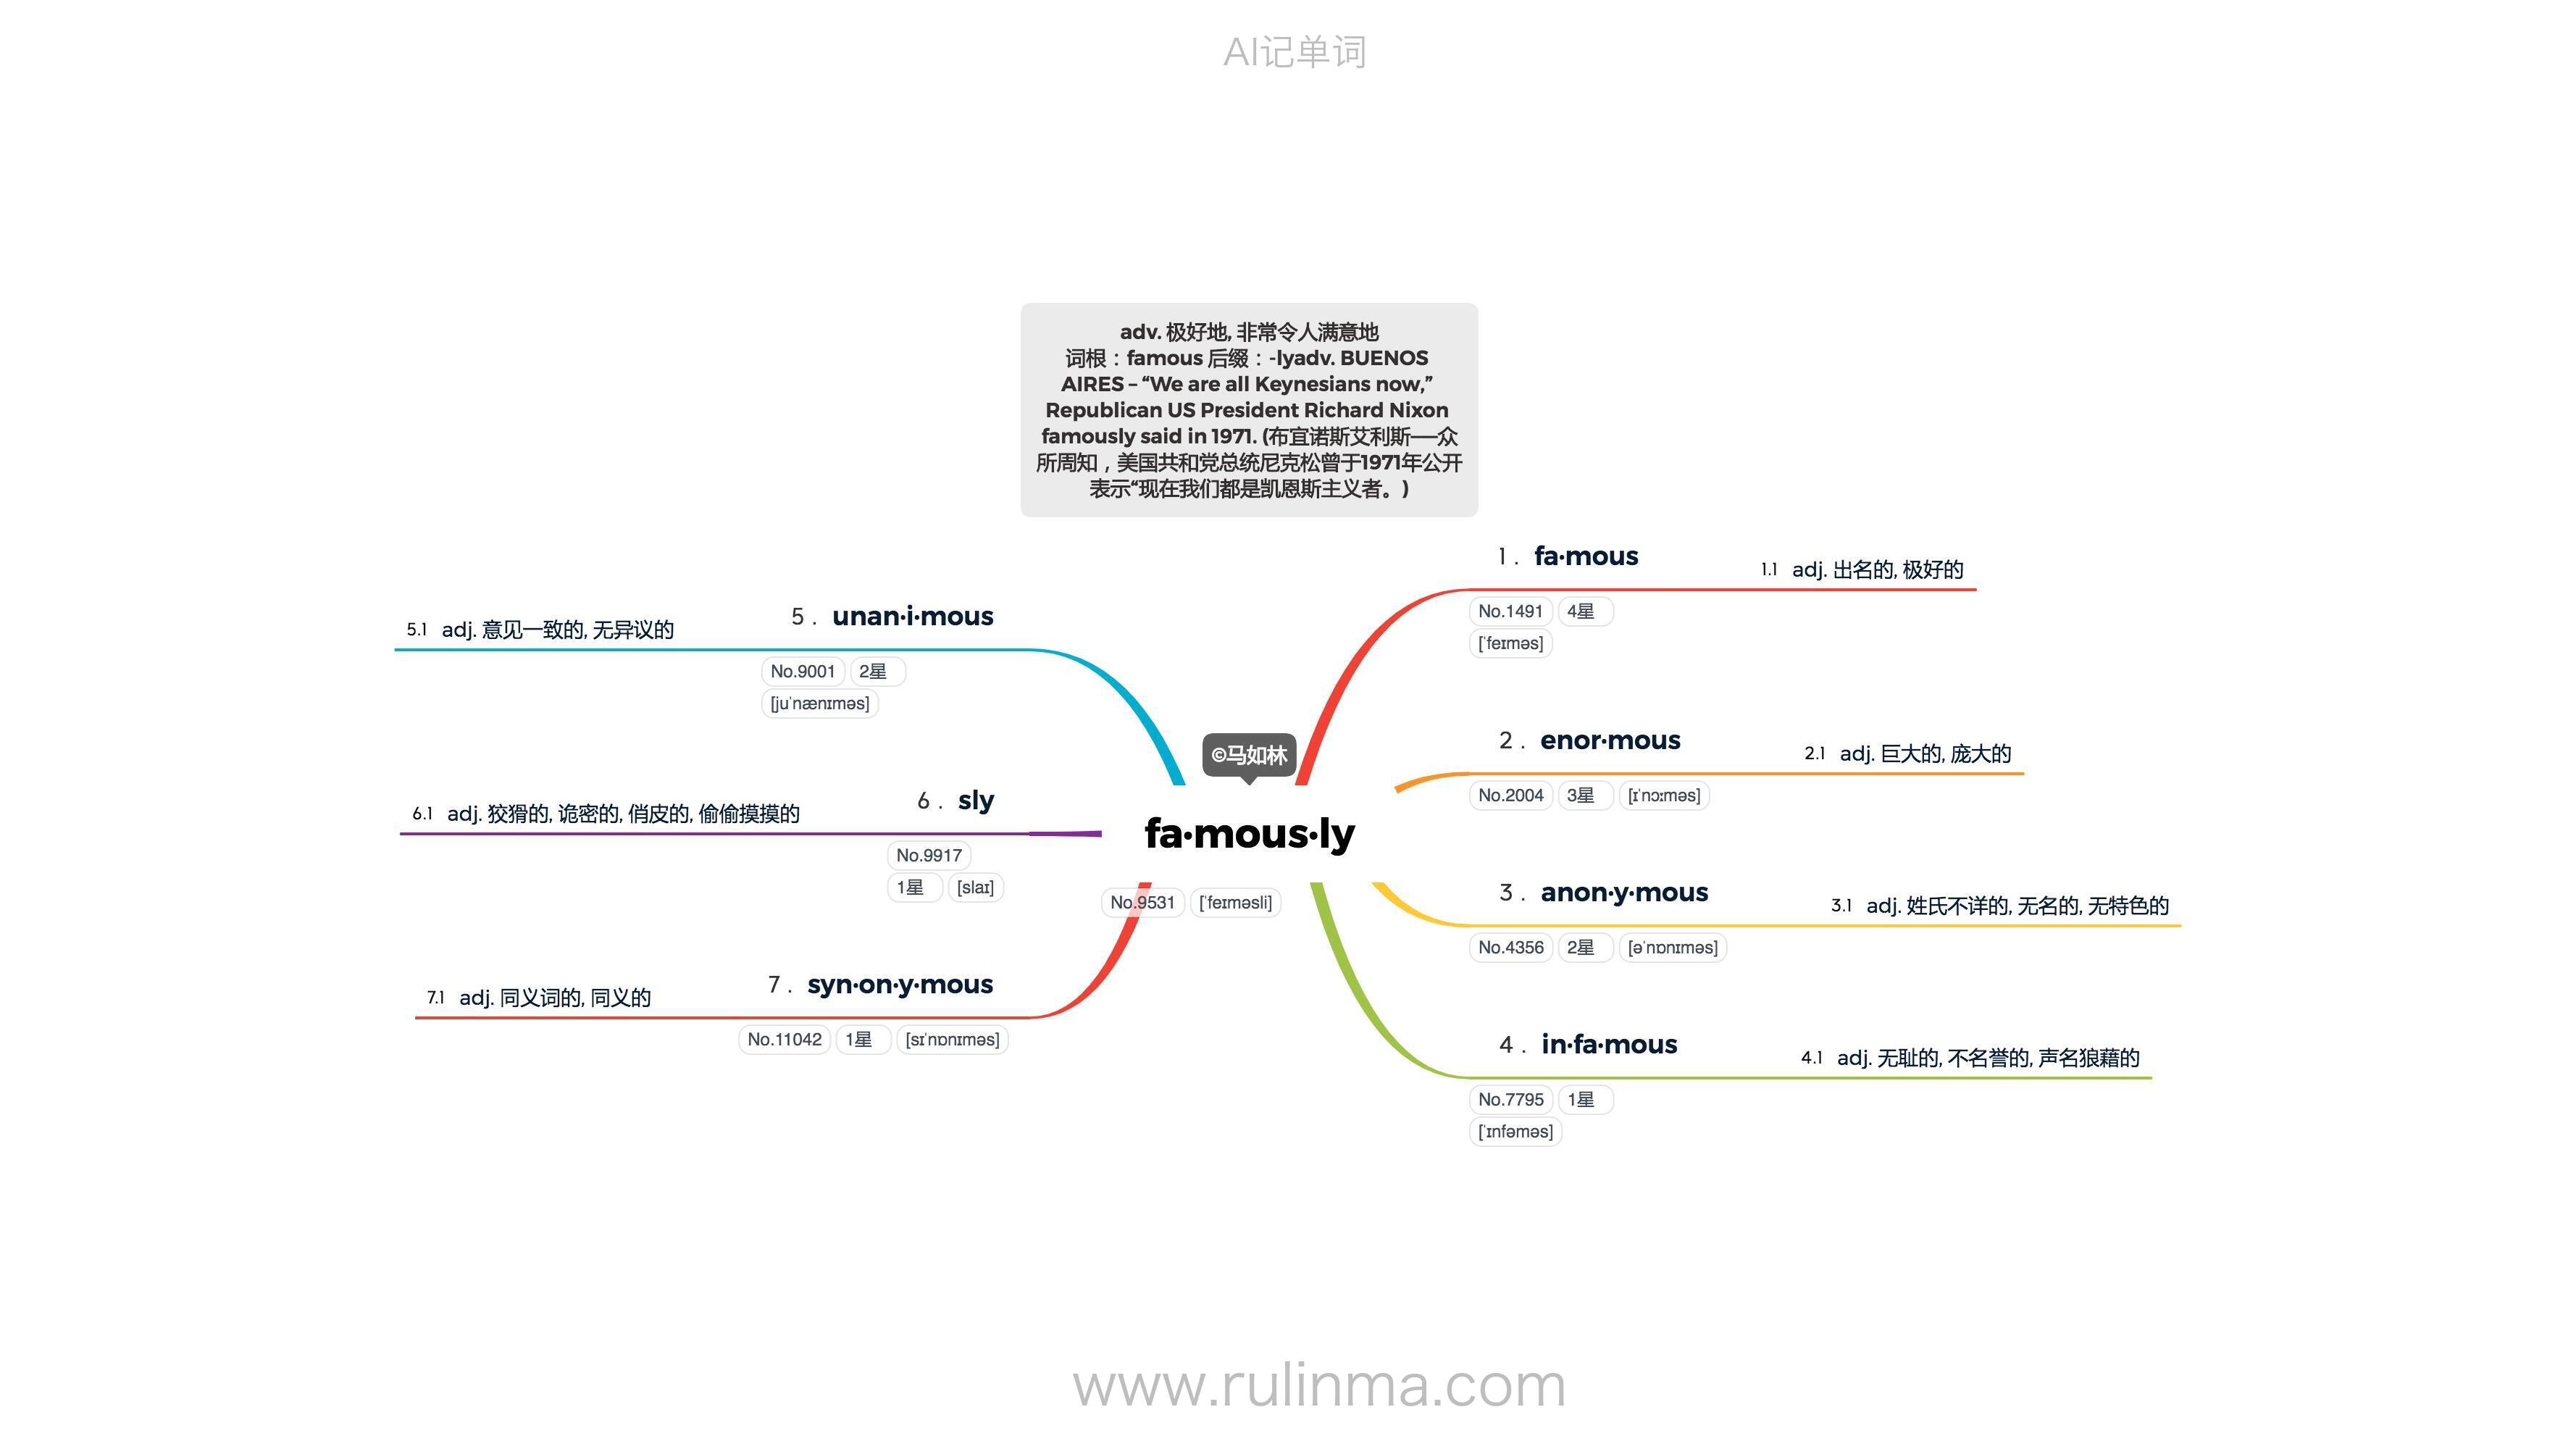 AI记单词
adv. 极好地, 非常令人满意地
词根：famous 后缀：-lyadv. BUENOS
AIRES – “We are all Keynesians now,”
Republican US President Richard Nixon
famously said in 1971. (布宜诺斯艾利斯——众
所周知，美国共和党总统尼克松曾于1971年公开
表示“现在我们都是凯恩斯主义者。)
©马如林
fa·mous·ly
No.9531 [ˈfeɪməsli]
1 . fa·mous
1.1 adj. 出名的, 极好的
No.1491 4星
[ˈfeɪməs]
2 . enor·mous
2.1 adj. 巨大的, 庞大的
No.2004 3星 [ɪˈnɔːməs]
3 . anon·y·mous
3.1 adj. 姓氏不详的, 无名的, 无特色的
No.4356 2星 [əˈnɒnɪməs]
4 . in·fa·mous
4.1 adj. 无耻的, 不名誉的, 声名狼藉的
No.7795 1星
[ˈɪnfəməs]
5 . unan·i·mous
5.1 adj. 意见一致的, 无异议的
No.9001 2星
[juˈnænɪməs]
6 . sly
6.1 adj. 狡猾的, 诡密的, 俏皮的, 偷偷摸摸的
No.9917
1星 [slaɪ]
7 . syn·on·y·mous
7.1 adj. 同义词的, 同义的
No.11042 1星 [sɪˈnɒnɪməs]
www.rulinma.com